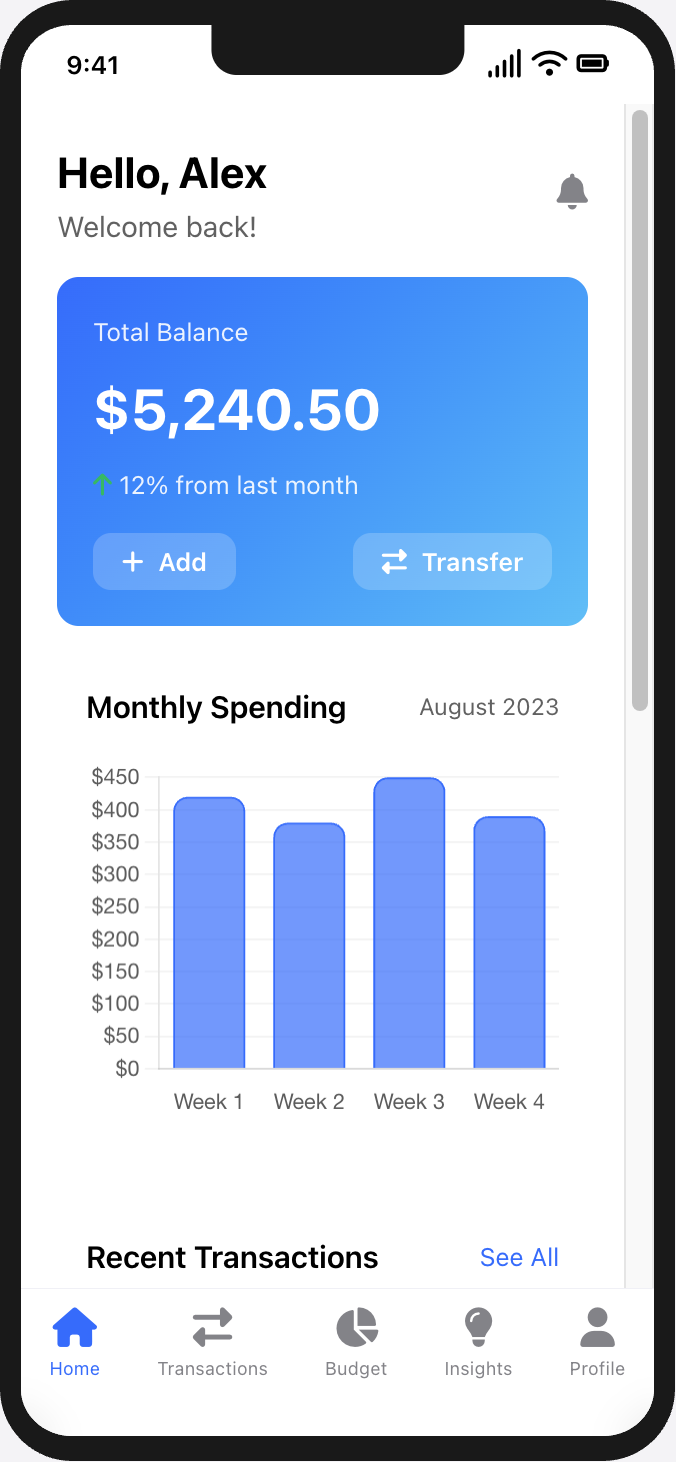 9:41
Hello, Alex
Welcome back!
Total Balance
$5,240.50
12% from last month
Add
Transfer
Monthly Spending
August 2023
$450
$400
$350
$300
$250
$200
$150
$100
$50
$0
Week 1 Week 2 Week 3 Week 4
Recent Transactions
See All
Home
Transactions
Budget
Insights
Profile